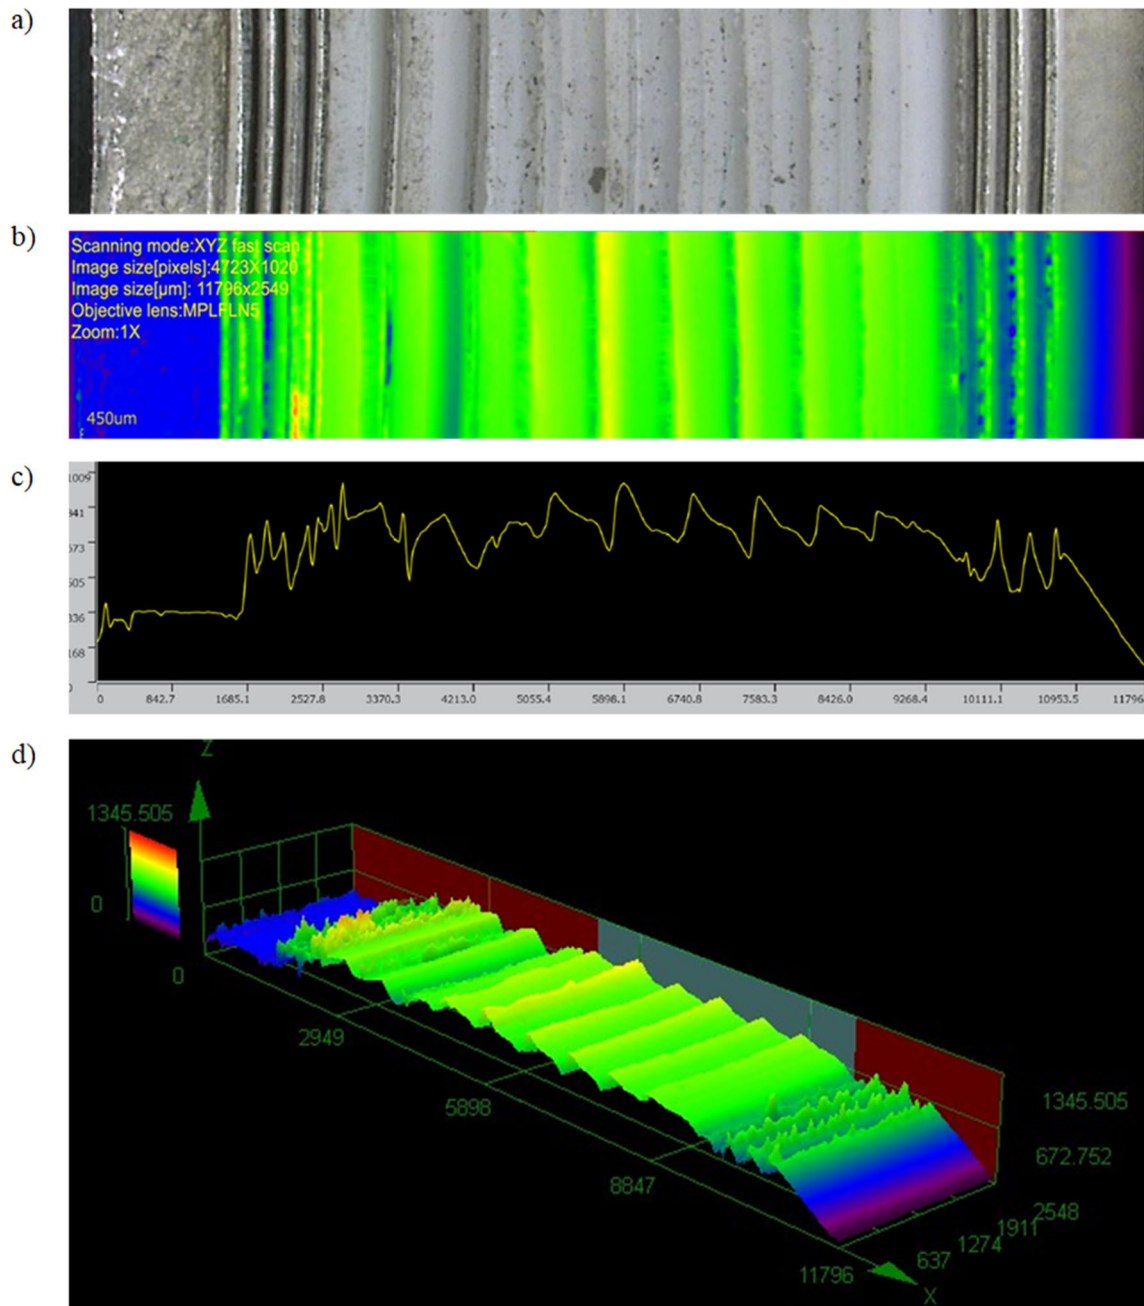 a)
b)
Scanning mode:XYZ fast scan
Image size[pixels]:4723X1020
Image size[µm]: 11796x2549
Objective lens:MPLFLN5
Zoom:1X
450um
c)
1009
841
673
505
336
168
0
0 842.7 1685.1 2527.8 3370.3 4213.0 5055.4 5898.1 6740.8 7583.3 8426.0 9268.4 10111.1 10953.5 11796
d)
Z
1345.505
0
0
2949
5898
8847
11796
X
637
1274
1911
2548
1345.505
672.752